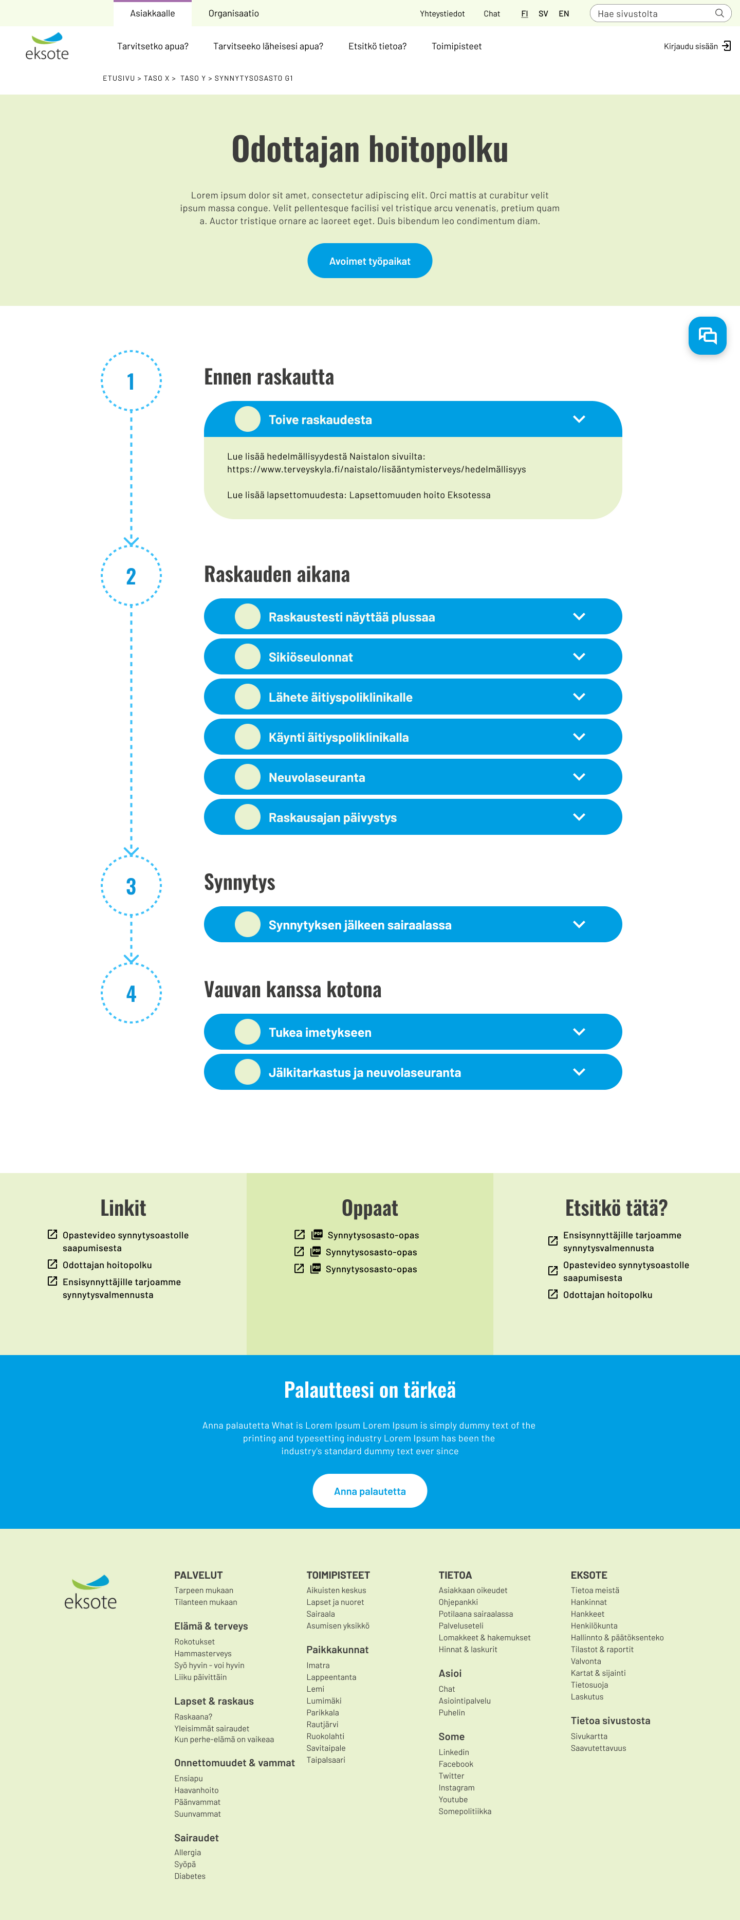 Asiakkaalle
Organisaatio
Yhteystiedot
Chat
FI
SV
EN
Hae sivustolta
eksote
Tarvitsetko apua?
Tarvitseeko läheisesi apua?
Etsitkö tietoa?
Toimipisteet
Kirjaudu sisään
ETUSIVU > TASO X > TASO Y > SYNNYTYSOSASTO G1
Odottajan hoitopolku
Lorem ipsum dolor sit amet, consectetur adipiscing elit. Orci mattis at curabitur velit
ipsum massa congue. Velit pellentesque facilisi vel tristique arcu venenatis, pretium quam
a. Auctor tristique ornare ac laoreet eget. Duis bibendum leo condimentum diam.
Avoimet työpaikat
1
Ennen raskautta
Toive raskaudesta
Lue lisää hedelmällisyydestä Naistalon sivuilta:
https://www.terveyskyla.fi/naistalo/lisääntymisterveys/hedelmällisyys
Lue lisää lapsettomuudesta: Lapsettomuuden hoito Eksotessa
2
Raskauden aikana
Raskaustesti näyttää plussaa
Sikiöseulonnat
Lähete äitiyspoliklinikalle
Käynti äitiyspoliklinikalla
Neuvolaseuranta
Raskausajan päivystys
3
Synnytys
Synnytyksen jälkeen sairaalassa
4
Vauvan kanssa kotona
Tukea imetykseen
Jälkitarkastus ja neuvolaseuranta
Linkit
Opastevideo synnytysoastolle
saapumisesta
Odottajan hoitopolku
Ensisynnyttäjille tarjoamme
synnytysvalmennusta
Oppaat
Synnytysosasto-opas
Synnytysosasto-opas
Synnytysosasto-opas
Etsitkö tätä?
Ensisynnyttäjille tarjoamme
synnytysvalmennusta
Opastevideo synnytysoastolle
saapumisesta
Odottajan hoitopolku
Palautteesi on tärkeä
Anna palautetta What is Lorem Ipsum Lorem Ipsum is simply dummy text of the
printing and typesetting industry Lorem Ipsum has been the
industry's standard dummy text ever since
Anna palautetta
eksote
PALVELUT
Tarpeen mukaan
Tilanteen mukaan
Elämä & terveys
Rokotukset
Hammasterveys
Syö hyvin - voi hyvin
Liiku päivittäin
Lapset & raskaus
Raskaana?
Yleisimmät sairaudet
Kun perhe-elämä on vaikeaa
Onnettomuudet & vammat
Ensiapu
Haavanhoito
Päänvammat
Suunvammat
Sairaudet
Allergia
Syöpä
Diabetes
TOIMIPISTEET
Aikuisten keskus
Lapset ja nuoret
Sairaala
Asumisen yksikkö
Paikkakunnat
Imatra
Lappeentanta
Lemi
Lumimäki
Parikkala
Rautjärvi
Ruokolahti
Savitaipale
Taipalsaari
TIETOA
Asiakkaan oikeudet
Ohjepankki
Potilaana sairaalassa
Palveluseteli
Lomakkeet & hakemukset
Hinnat & laskurit
Asioi
Chat
Asiointipalvelu
Puhelin
Some
Linkedin
Facebook
Twitter
Instagram
Youtube
Somepolitiikka
EKSOTE
Tietoa meistä
Hankinnat
Hankkeet
Henkilökunta
Hallinnto & päätöksenteko
Tilastot & raportit
Valvonta
Kartat & sijainti
Tietosuoja
Laskutus
Tietoa sivustosta
Sivukartta
Saavutettavuus